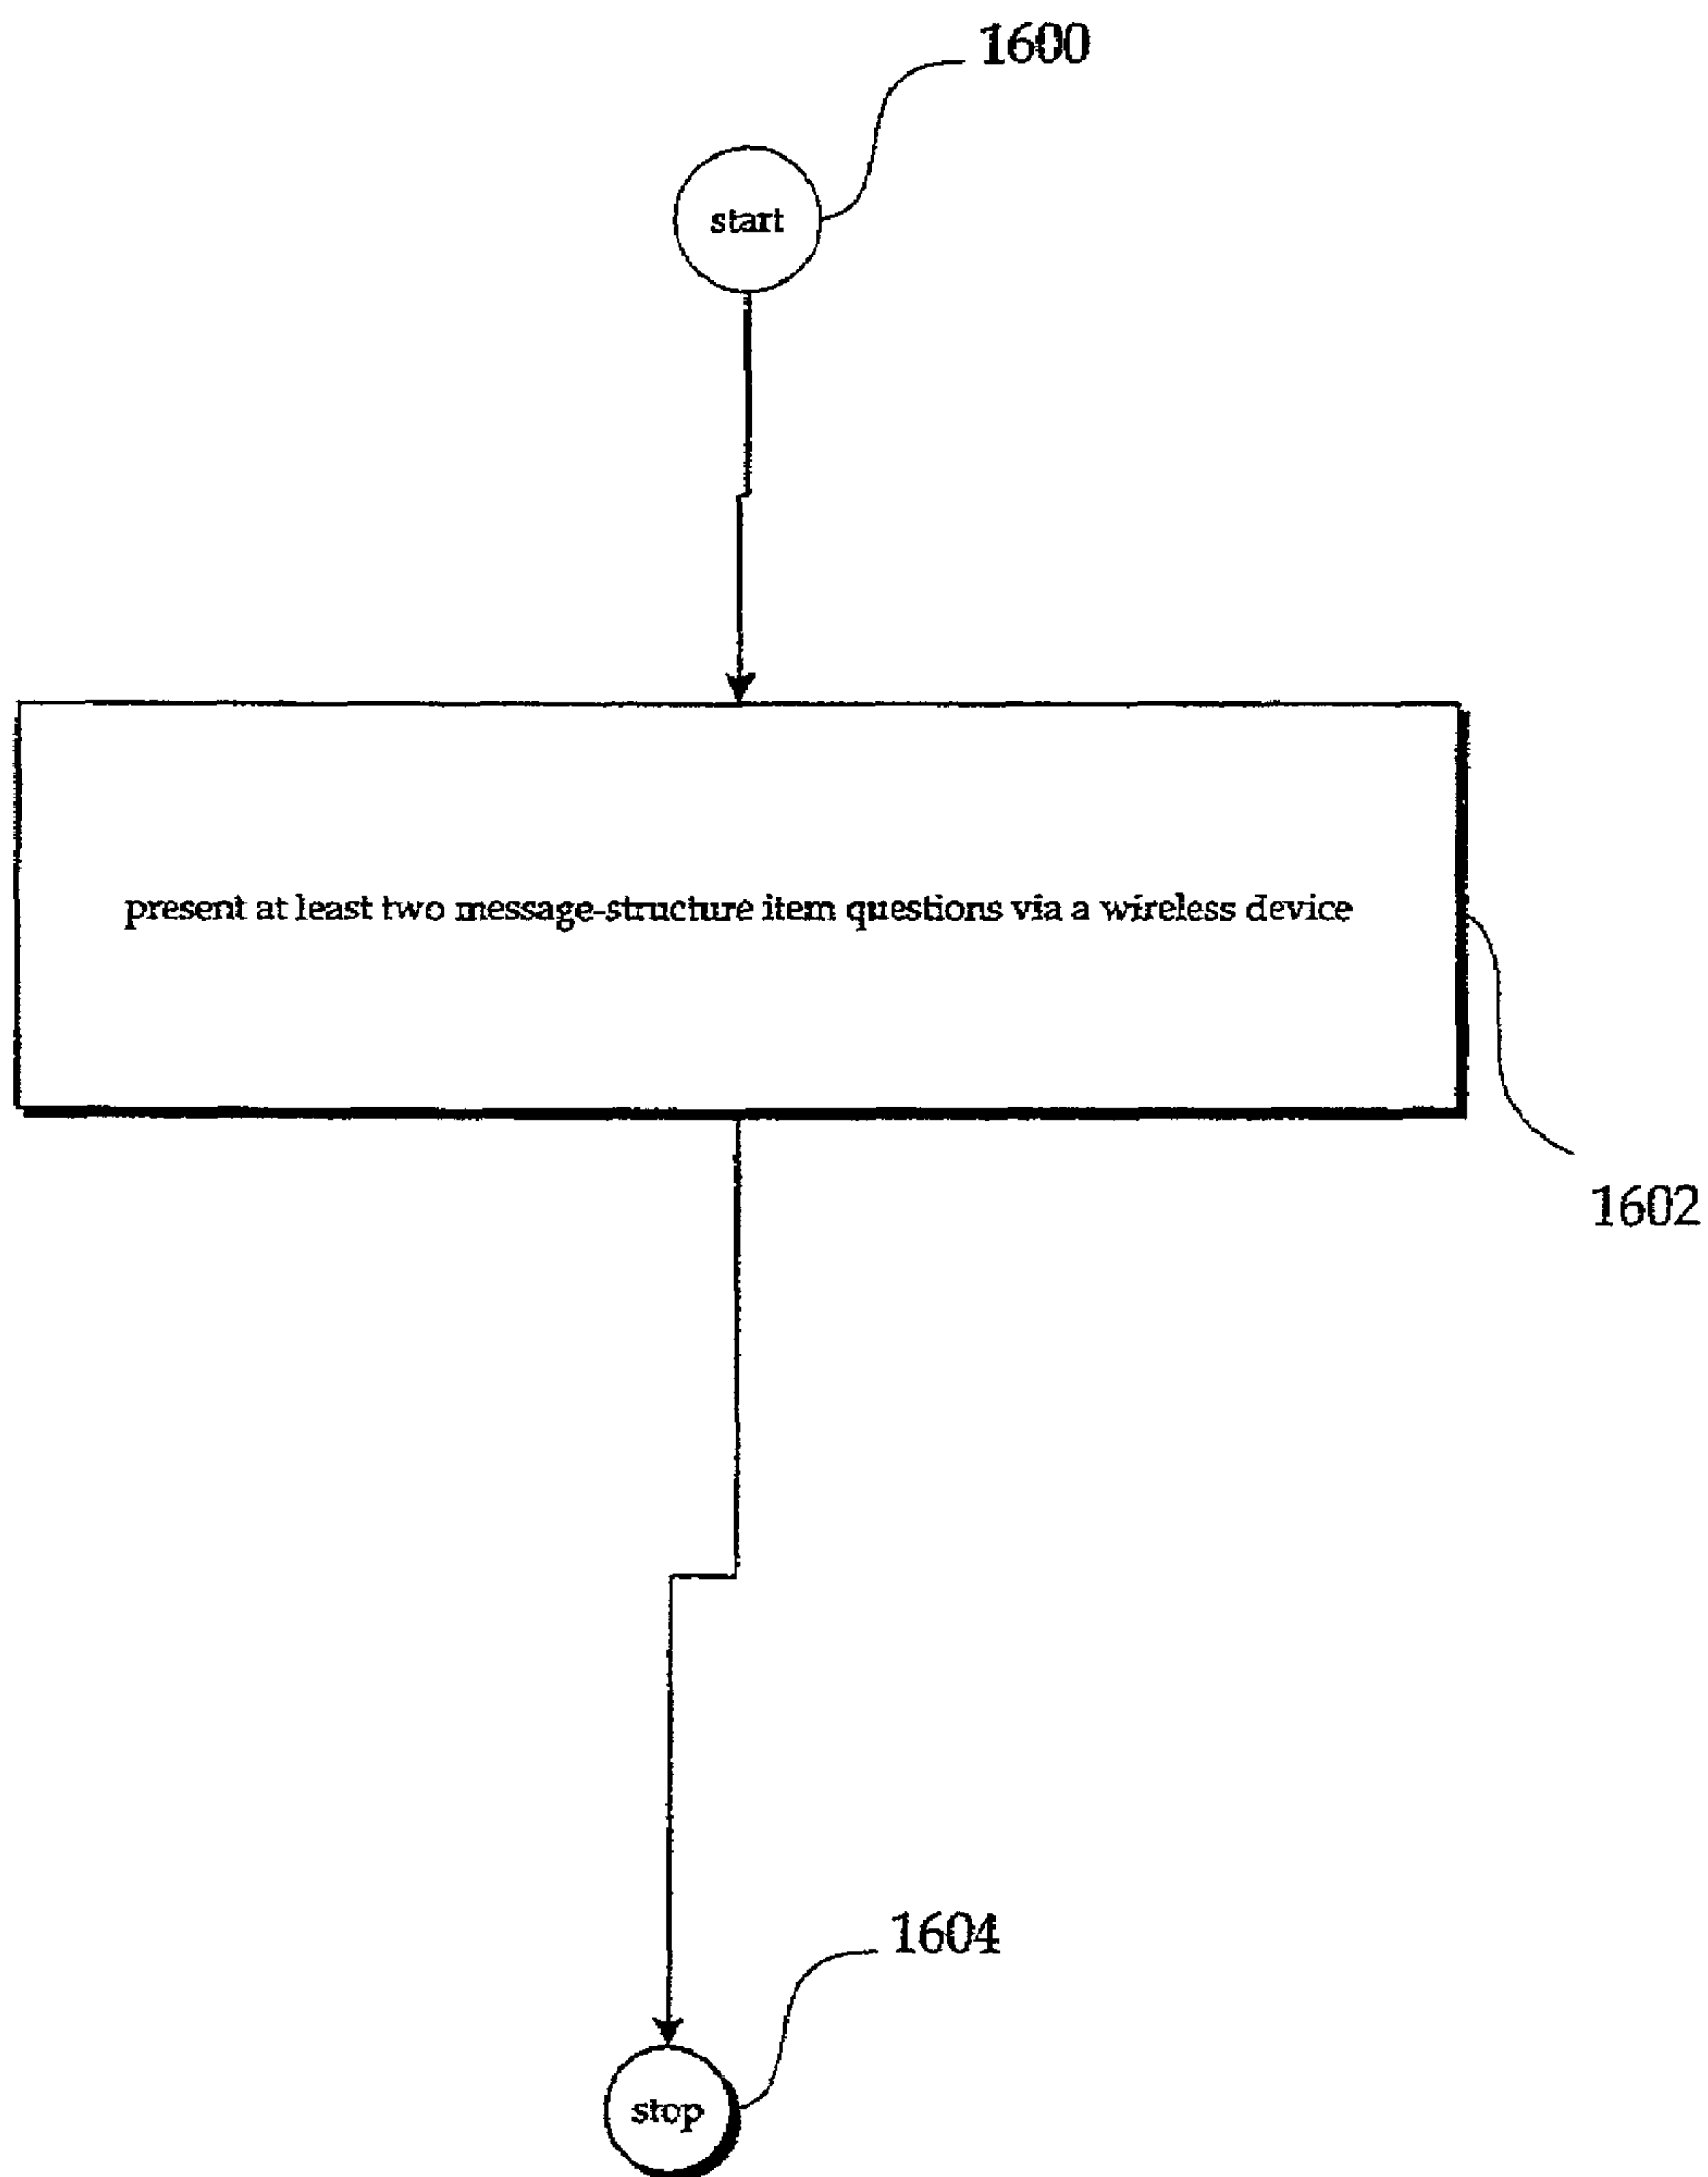 1600
start
present at least two message-structure item questions via a wireless device
1602
1604
stop